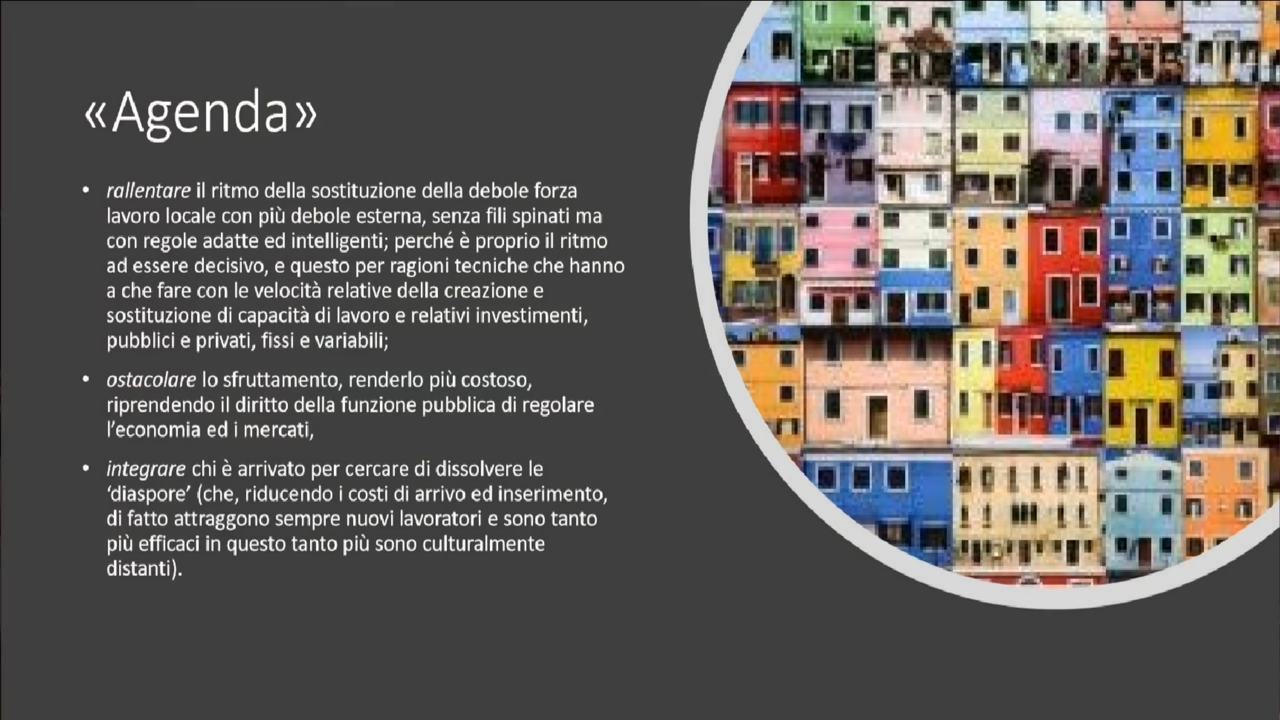 «Agenda»
• rallentare il ritmo della sostituzione della debole forza
lavoro locale con più debole esterna, senza fili spinati ma
con regole adatte ed intelligenti; perché è proprio il ritmo
ad essere decisivo, e questo per ragioni tecniche che hanno
a che fare con le velocità relative della creazione e
sostituzione di capacità di lavoro e relativi investimenti,
pubblici e privati, fissi e variabili;
• ostacolare lo sfruttamento, renderlo più costoso,
riprendendo il diritto della funzione pubblica di regolare
l’economia ed i mercati,
• integrare chi è arrivato per cercare di dissolvere le
‘diaspore’ (che, riducendo i costi di arrivo ed inserimento,
di fatto attraggono sempre nuovi lavoratori e sono tanto
più efficaci in questo tanto più sono culturalmente
distanti).